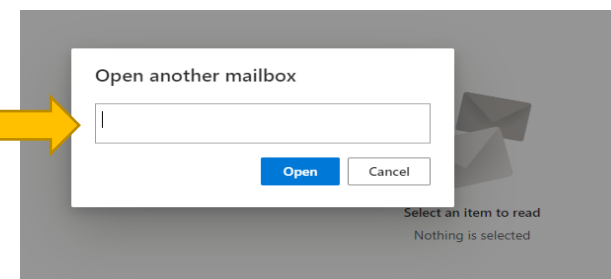 Open another mailbox
Open Cancel
Select an item to read
Nothing is selected